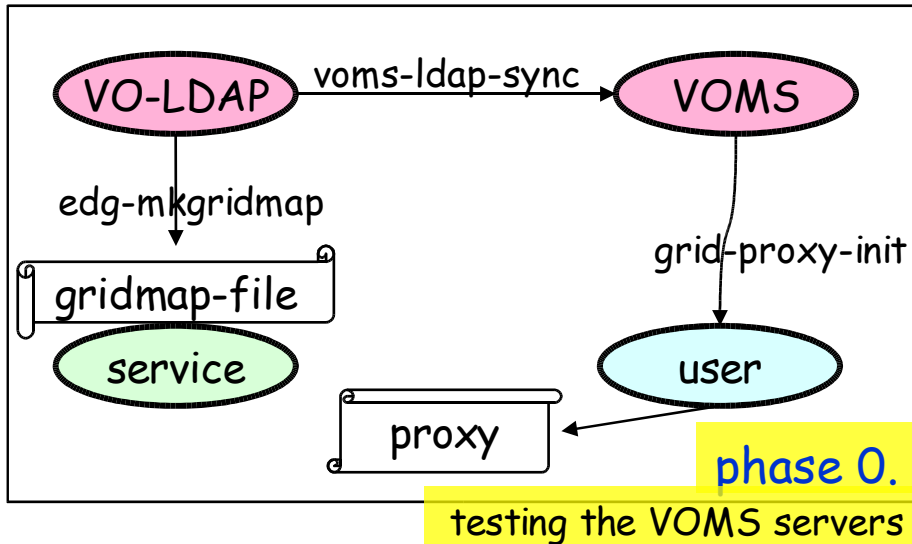 VO-LDAP
voms-ldap-sync
VOMS
edg-mkgridmap
grid-proxy-init
gridmap-file
service
user
proxy
phase 0.
testing the VOMS servers